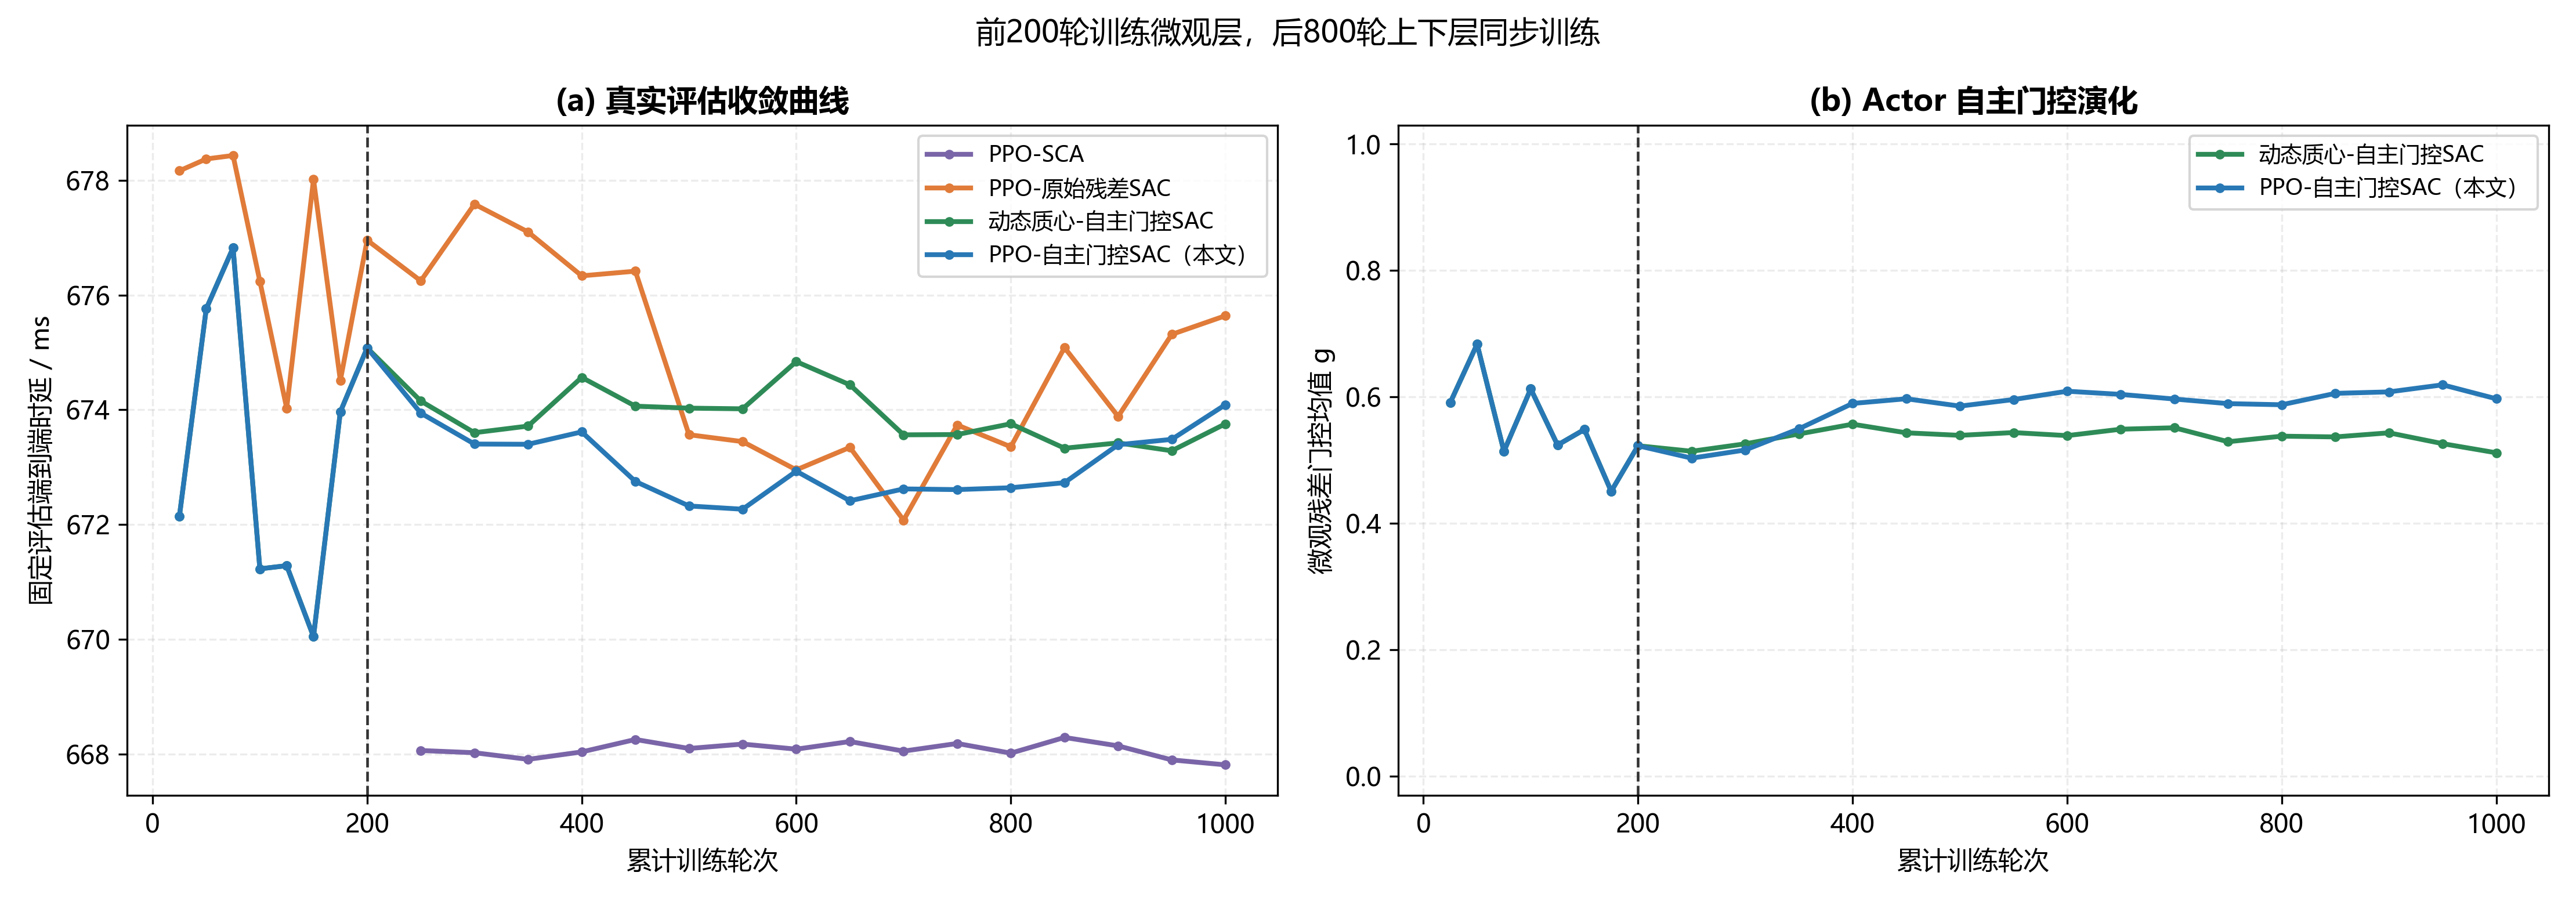 前200轮训练微观层，后800轮上下层同步训练
(a) 真实评估收敛曲线
固定评估端到端时延 / ms
678
676
674
672
670
668
PPO-SCA
PPO-原始残差SAC
动态质心-自主门控SAC
PPO-自主门控SAC（本文）
0 200 400 600 800 1000
累计训练轮次
(b) Actor 自主门控演化
微观残差门控均值 g
1.0
0.8
0.6
0.4
0.2
0.0
动态质心-自主门控SAC
PPO-自主门控SAC（本文）
0 200 400 600 800 1000
累计训练轮次